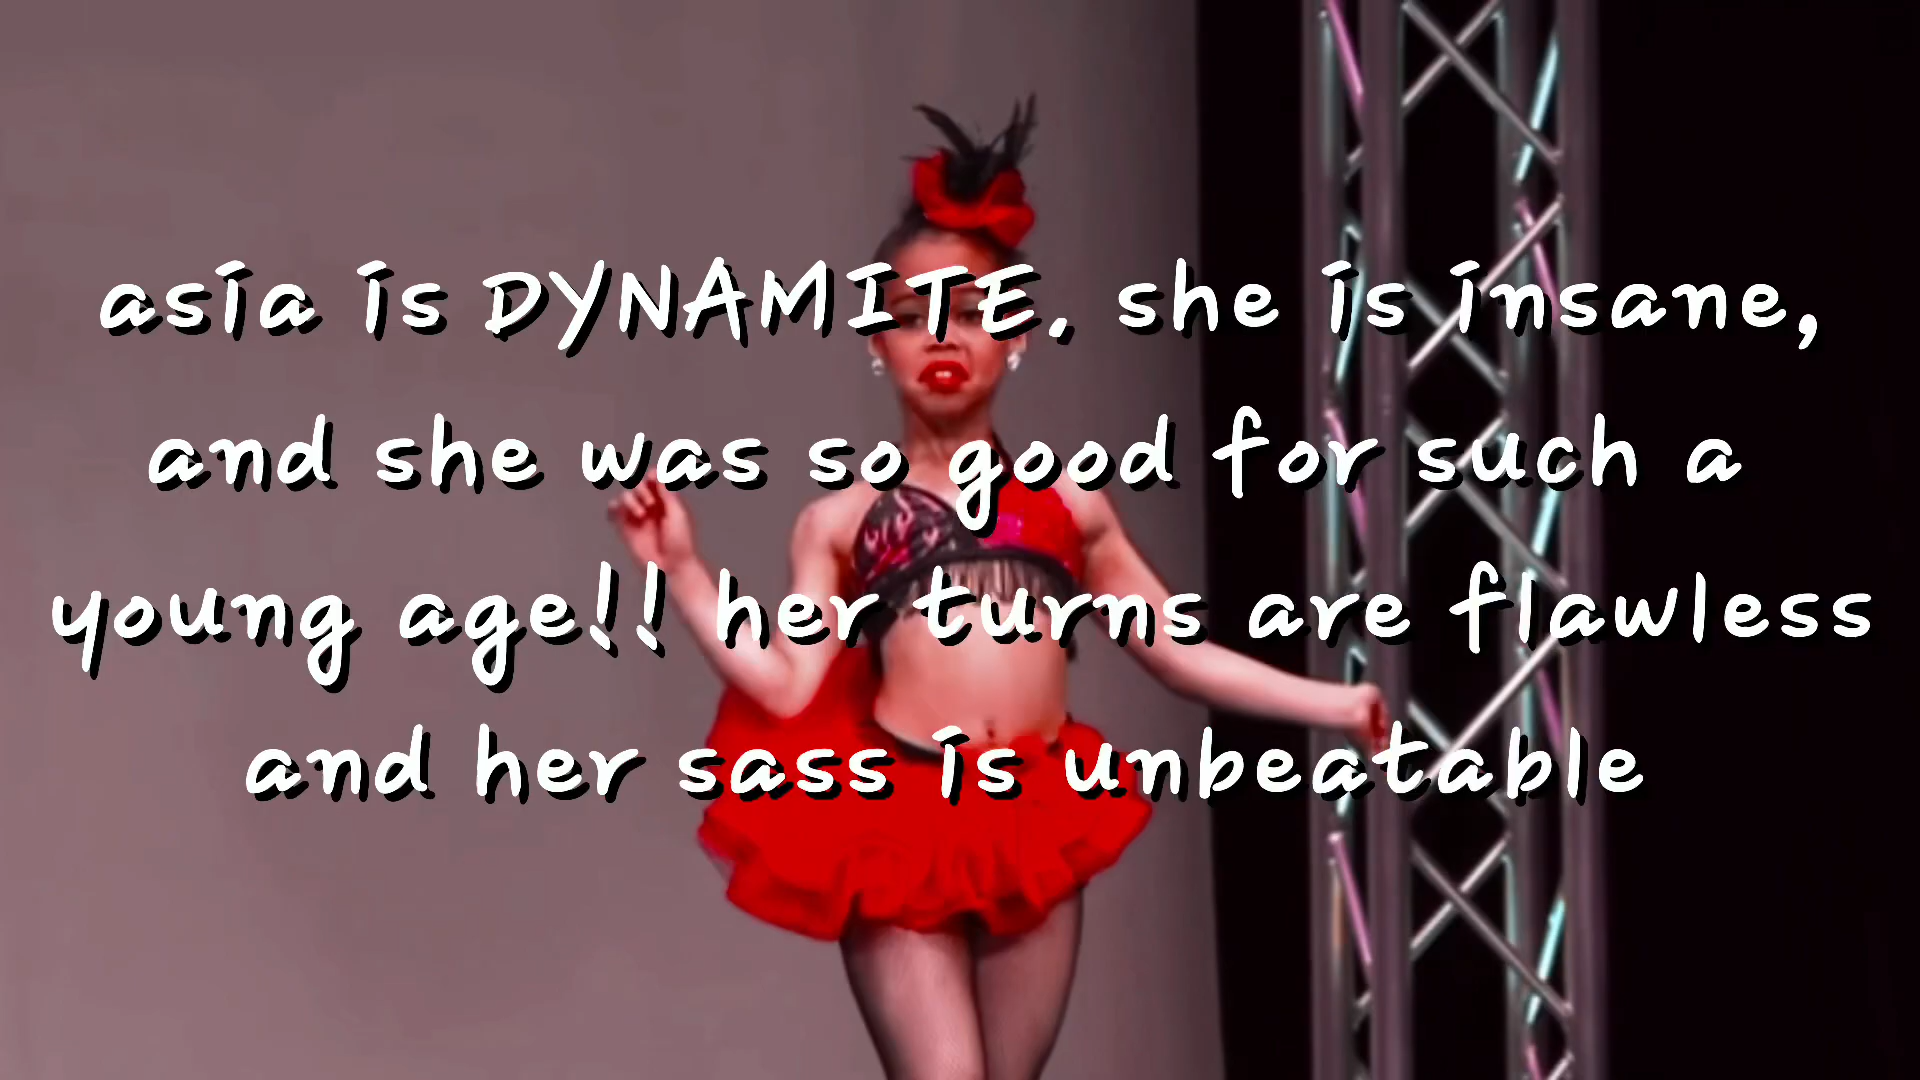 asia is DYNAMITE. she is insane,
and she was so good for such a
young age!! her turns are flawless
and her sass is unbeatable